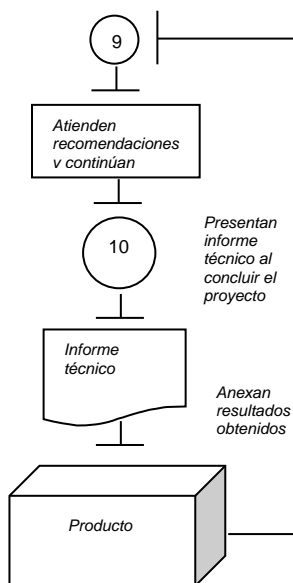 9
Atienden
recomendaciones
v continúan
10
Presentan
informe
técnico al
concluir el
proyecto
Informe
técnico
Anexan
resultados
obtenidos
Producto